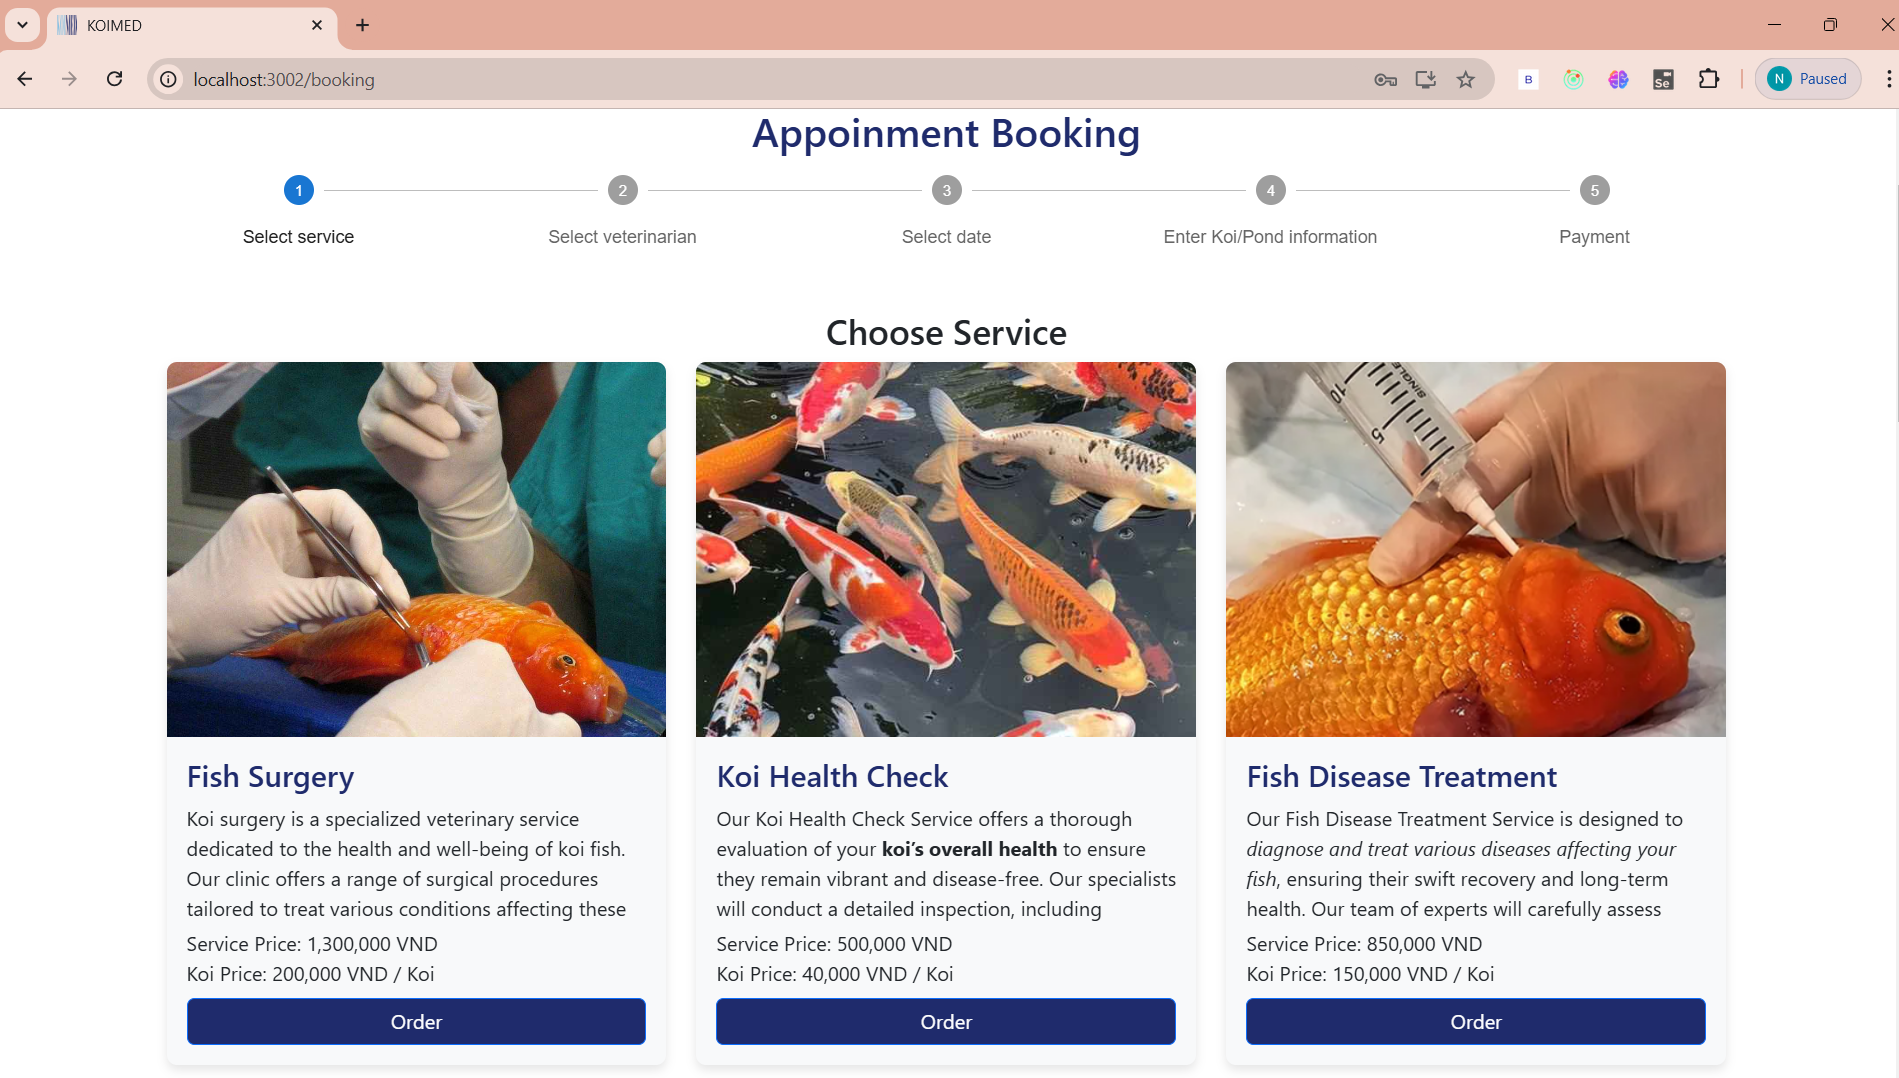 KOIMED
localhost:3002/booking
B
Se
N Paused
Appoinment Booking
1
2
3
4
5
Select service
Select veterinarian
Select date
Enter Koi/Pond information
Payment
Choose Service
10
5
SINGLE
Fish Surgery
Koi surgery is a specialized veterinary service
dedicated to the health and well-being of koi fish.
Our clinic offers a range of surgical procedures
tailored to treat various conditions affecting these
Service Price: 1,300,000 VND
Koi Price: 200,000 VND / Koi
Order
Koi Health Check
Our Koi Health Check Service offers a thorough
evaluation of your koi’s overall health to ensure
they remain vibrant and disease-free. Our specialists
will conduct a detailed inspection, including
Service Price: 500,000 VND
Koi Price: 40,000 VND / Koi
Order
Fish Disease Treatment
Our Fish Disease Treatment Service is designed to
diagnose and treat various diseases affecting your
fish, ensuring their swift recovery and long-term
health. Our team of experts will carefully assess
Service Price: 850,000 VND
Koi Price: 150,000 VND / Koi
Order